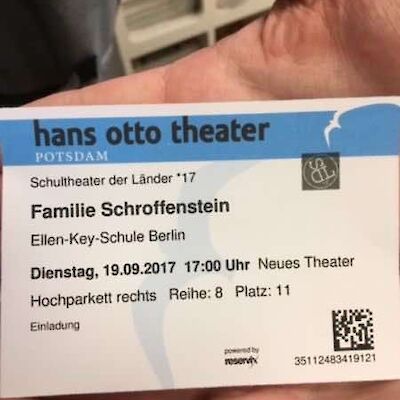 hans otto theater
POTSDAM
Schultheater der Länder '17
Familie Schroffenstein
Ellen-Key-Schule Berlin
Dienstag, 19.09.2017 17:00 Uhr Neues Theater
Hochparkett rechts Reihe: 8 Platz: 11
Einladung
powered by
reservix
35112483419121